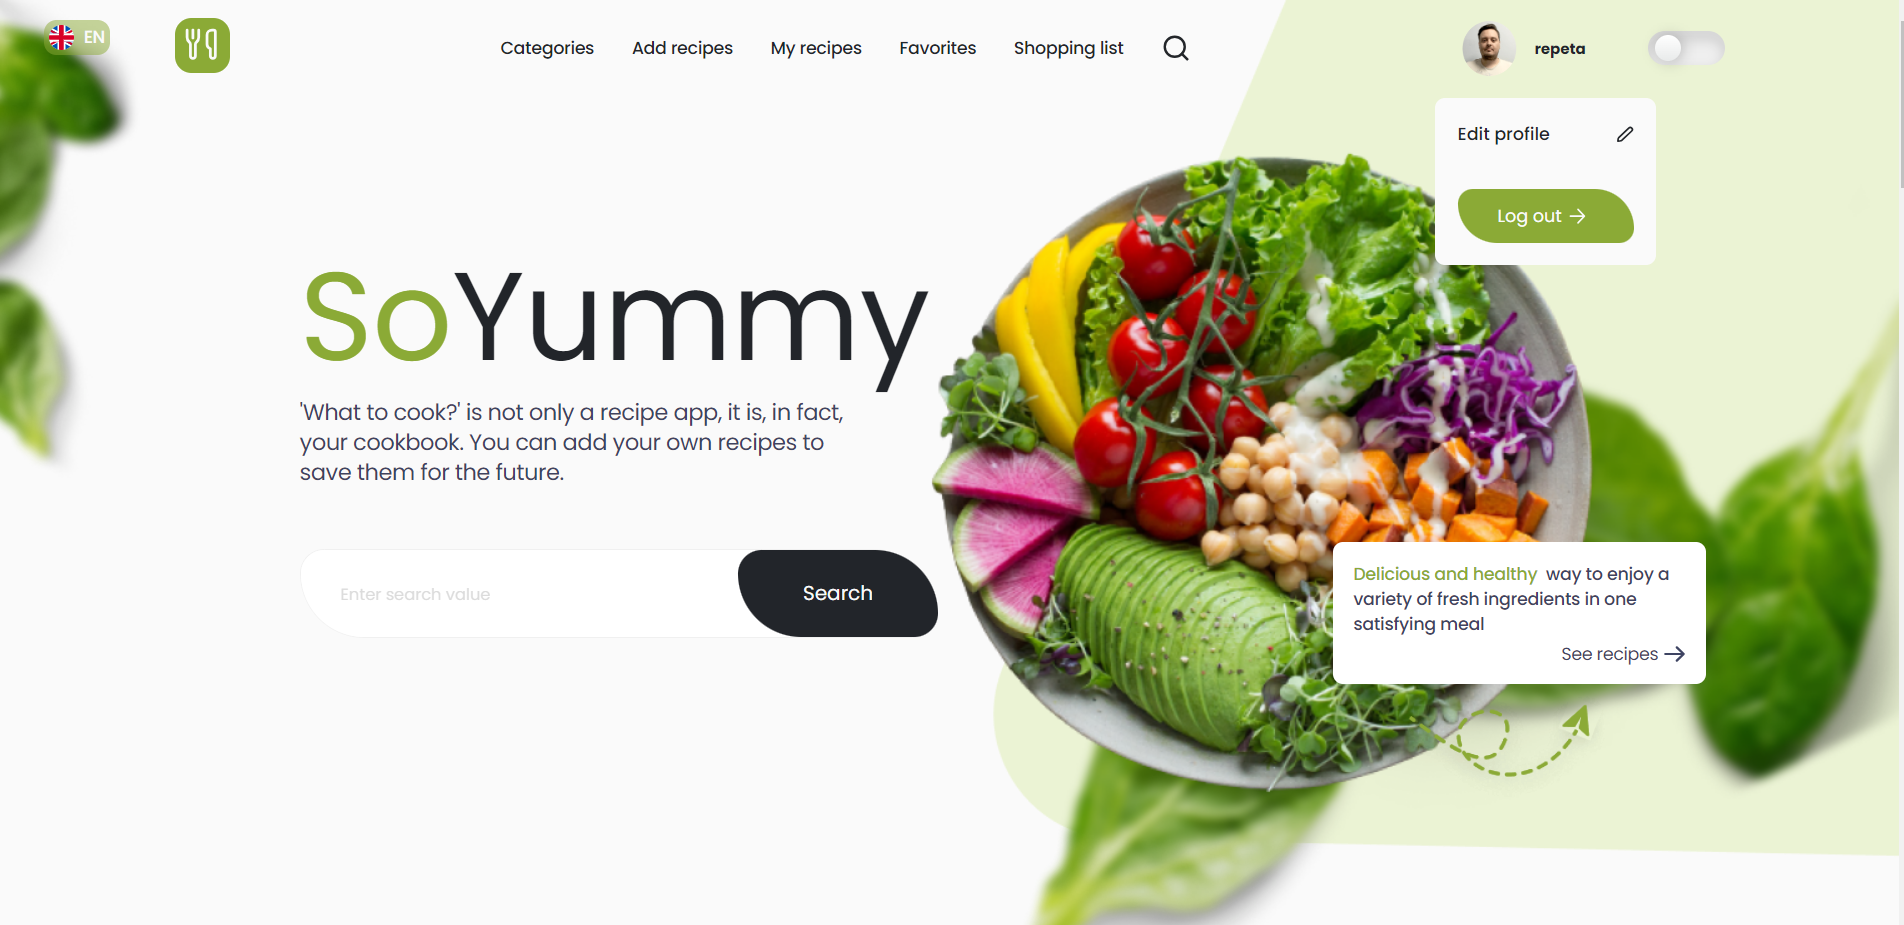 EN
Categories
Add recipes
My recipes
Favorites
Shopping list
repeta
Edit profile
Log out
SoYummy
'What to cook?' is not only a recipe app, it is, in fact,
your cookbook. You can add your own recipes to
save them for the future.
Enter search value
Search
Delicious and healthy way to enjoy a
variety of fresh ingredients in one
satisfying meal
See recipes